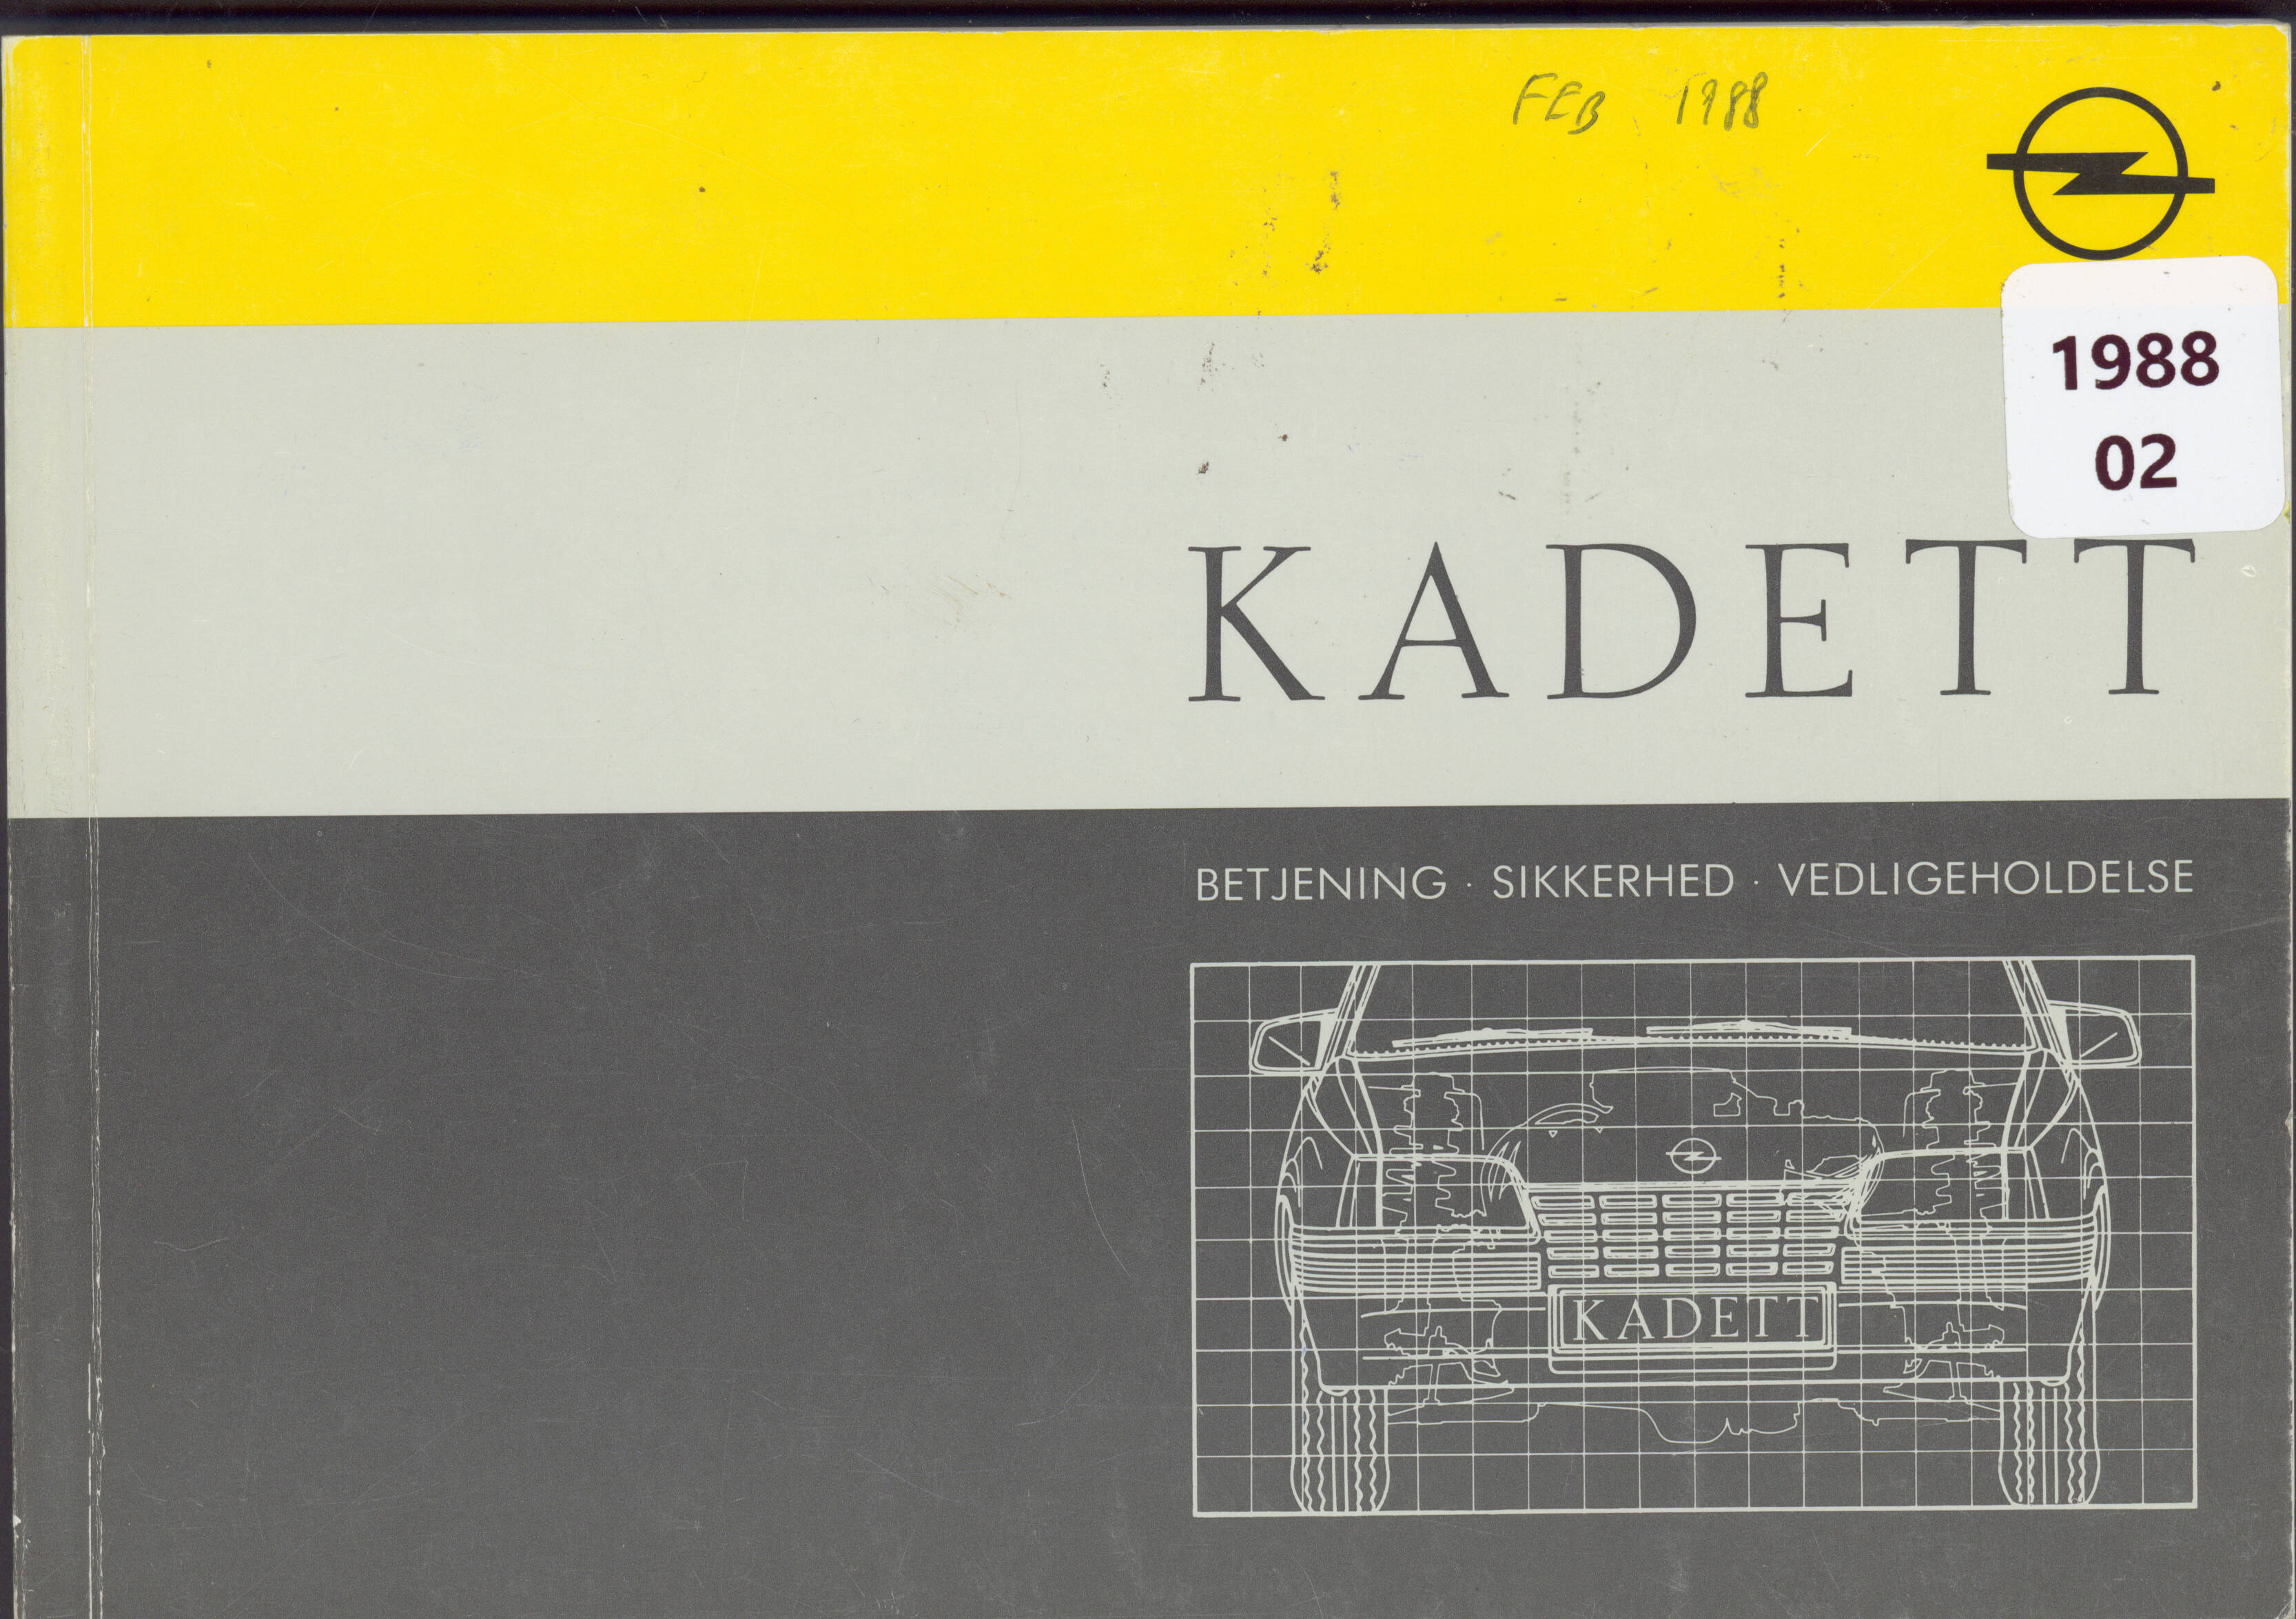 FEB 1988
1988
02
KADETT
BETJENING · SIKKERHED · VEDLIGEHOLDELSE
KADETT